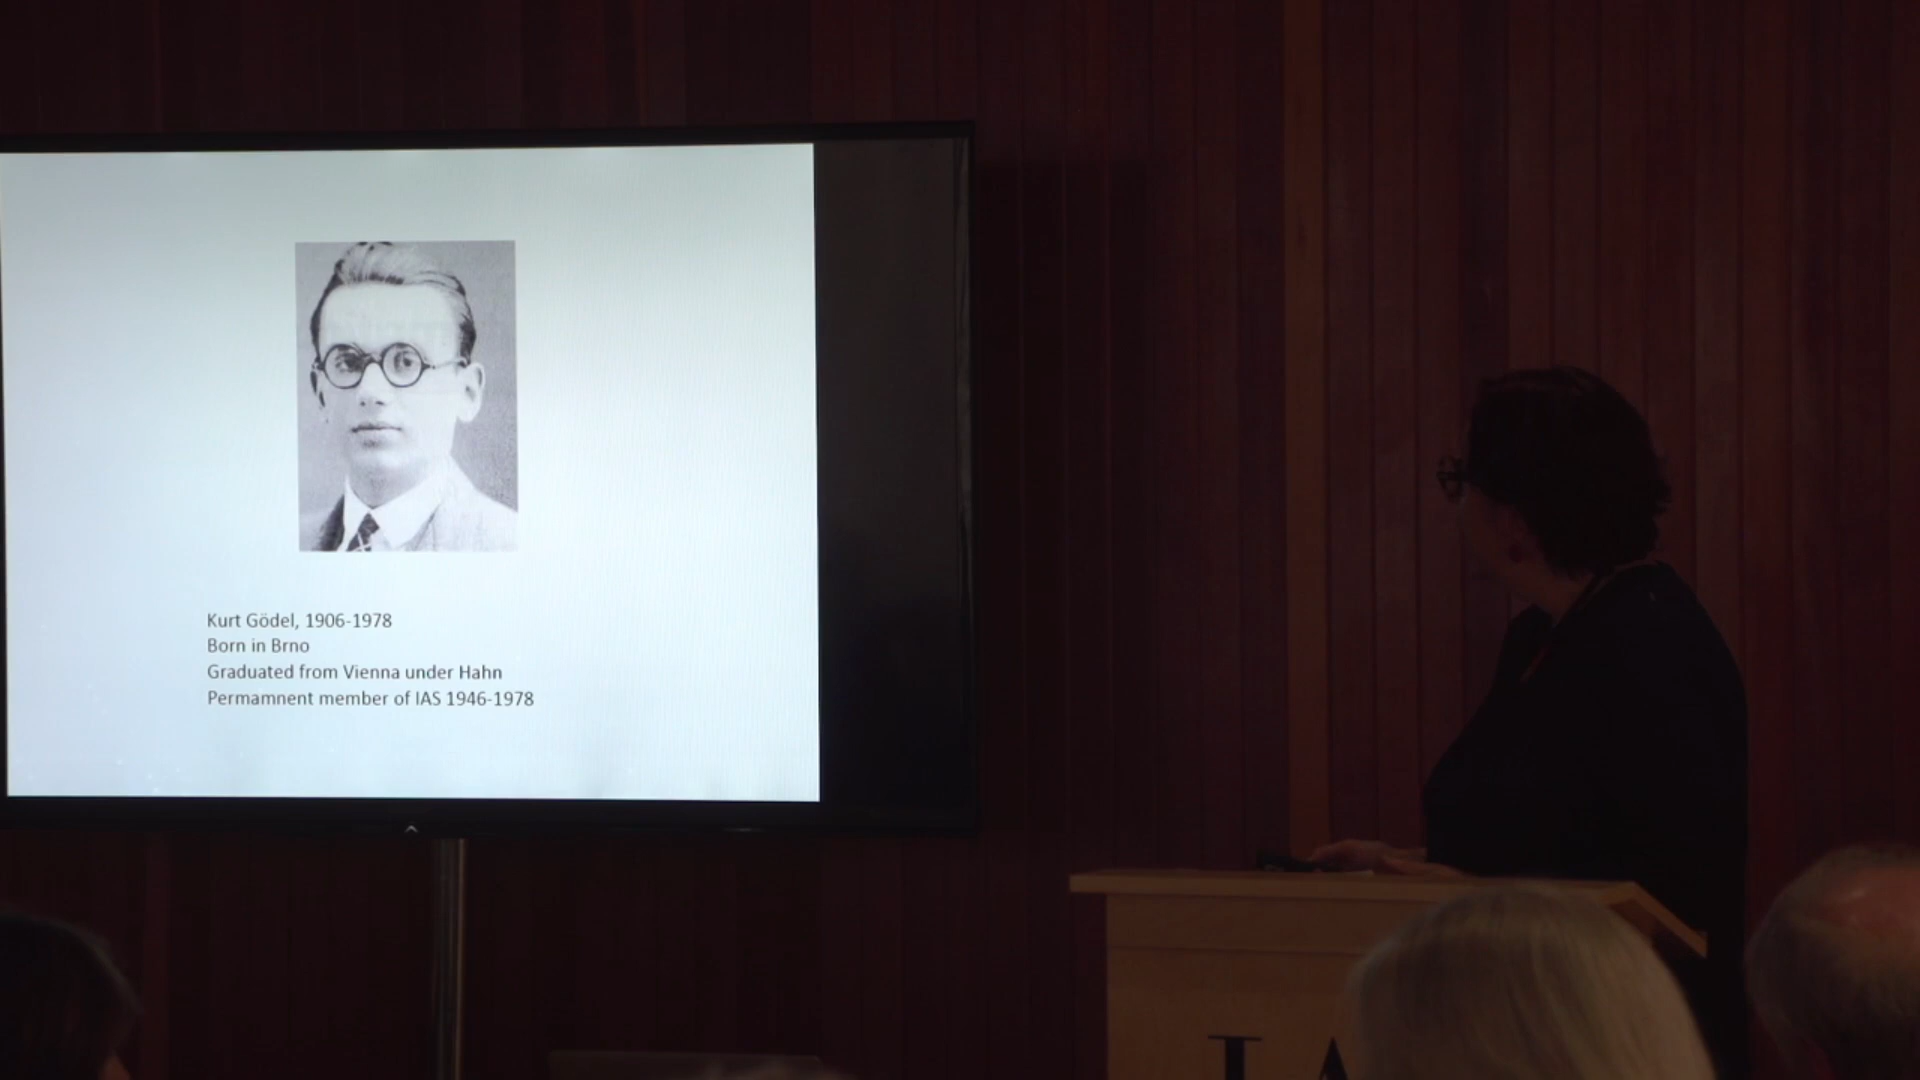 Kurt Gödel, 1906-1978
Born in Brno
Graduated from Vienna under Hahn
Permamnent member of IAS 1946-1978
I A